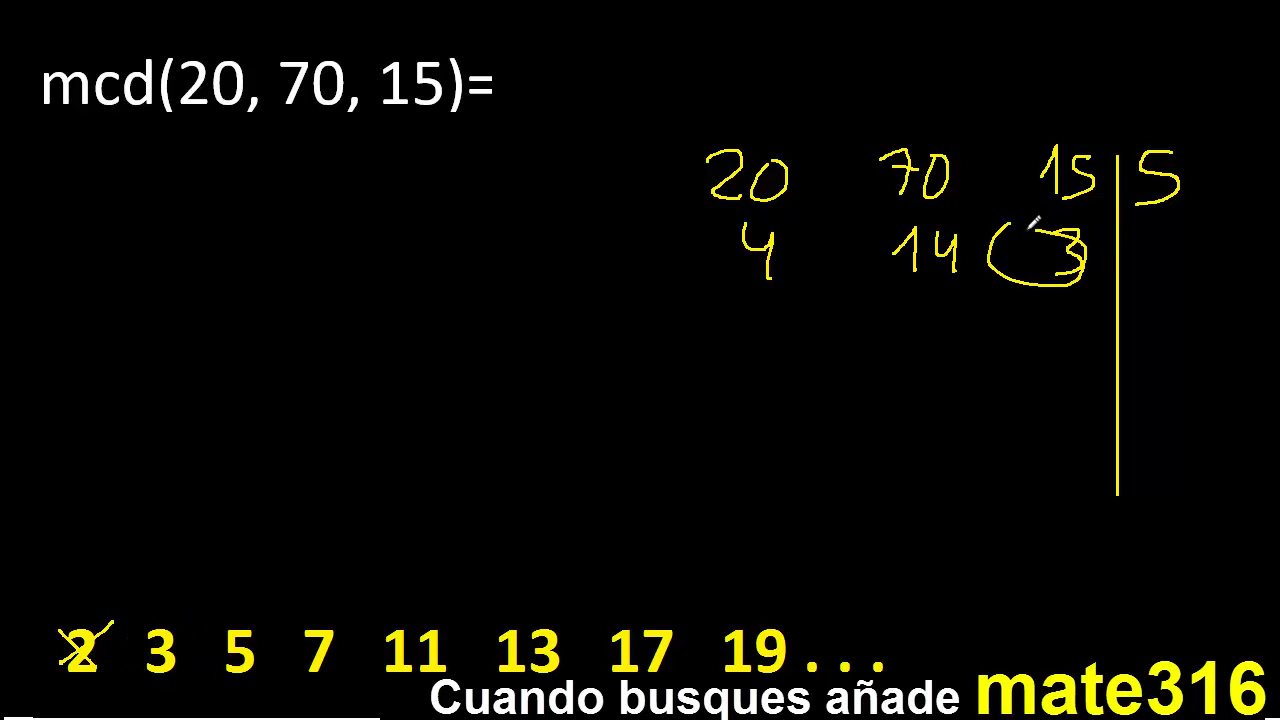 mcd(20, 70, 15)=
20 70 15 5
4 14 3
2 3 5 7 11 13 17 19 . . .
Cuando busques añade mate316